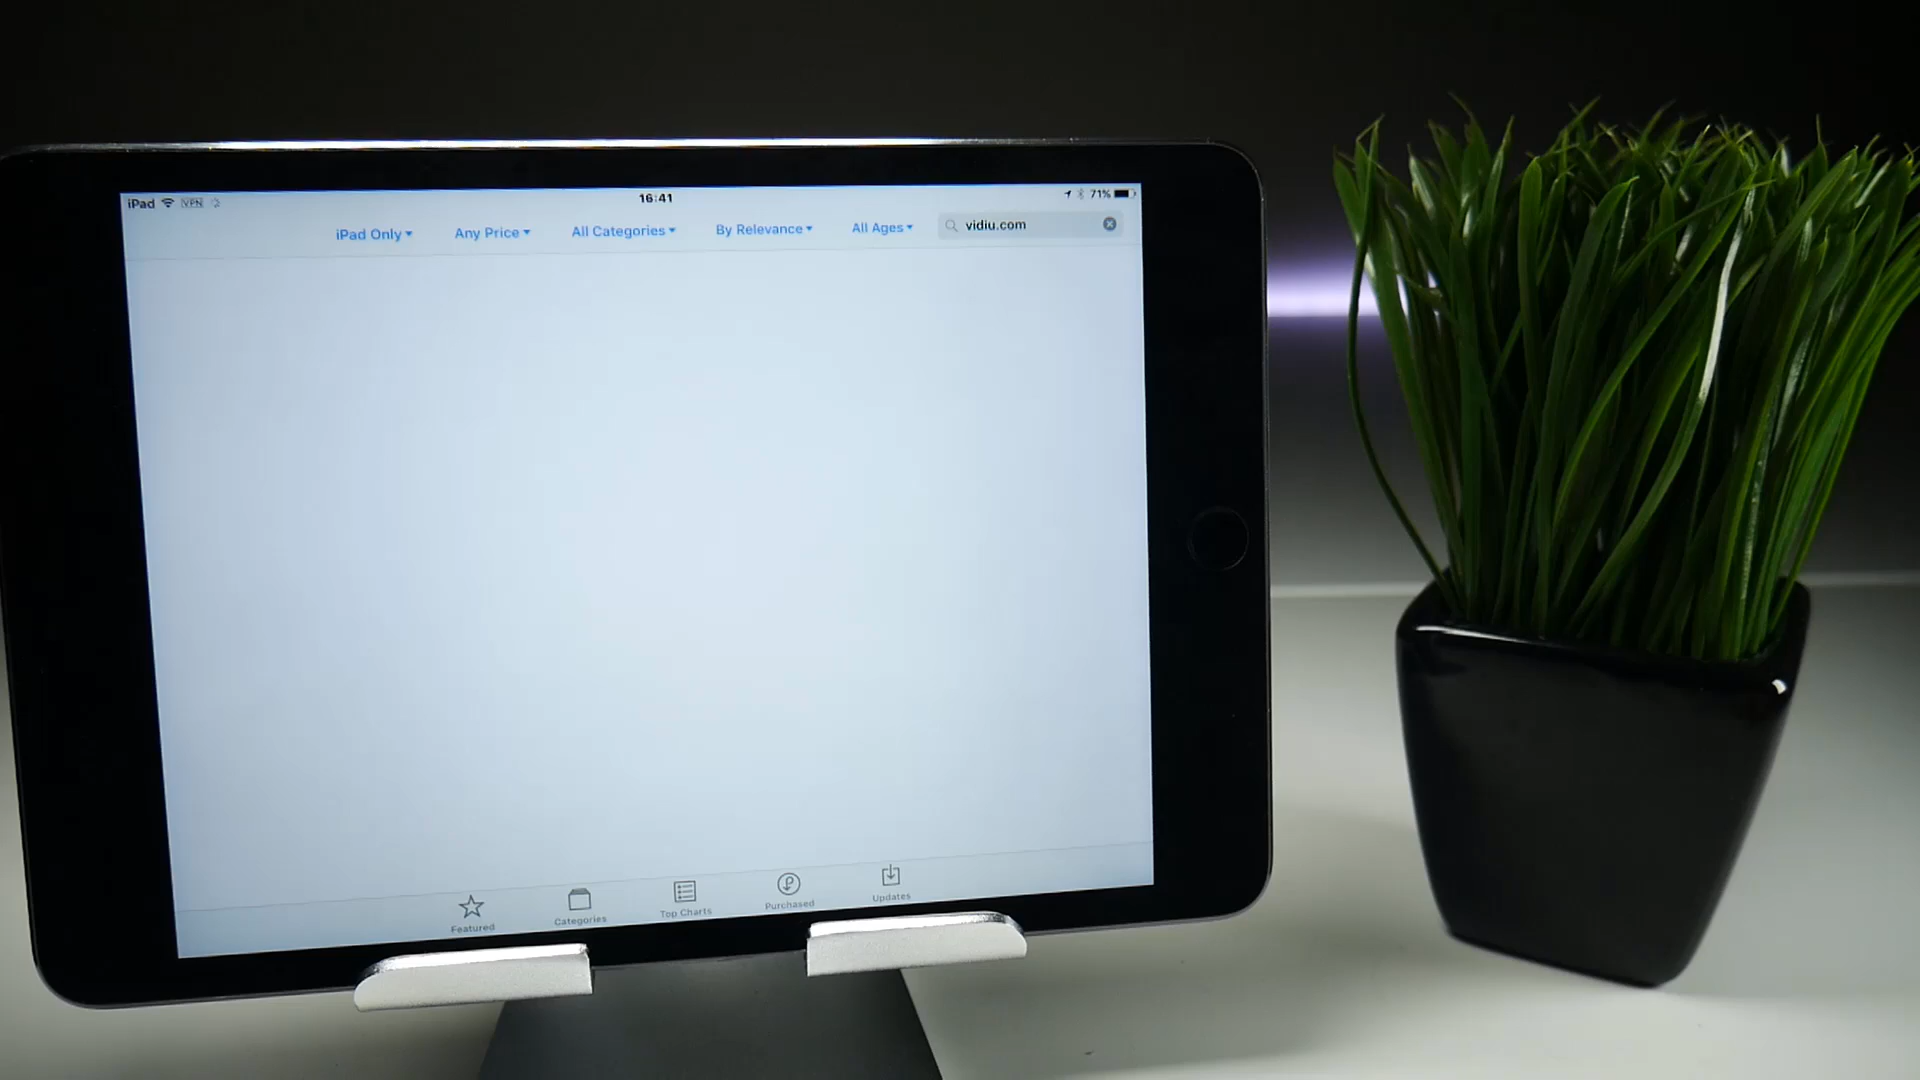 iPad VPN 16:41 71%
iPad Only Any Price All Categories By Relevance All Ages vidiu.com
Featured Categories Top Charts Purchased Updates